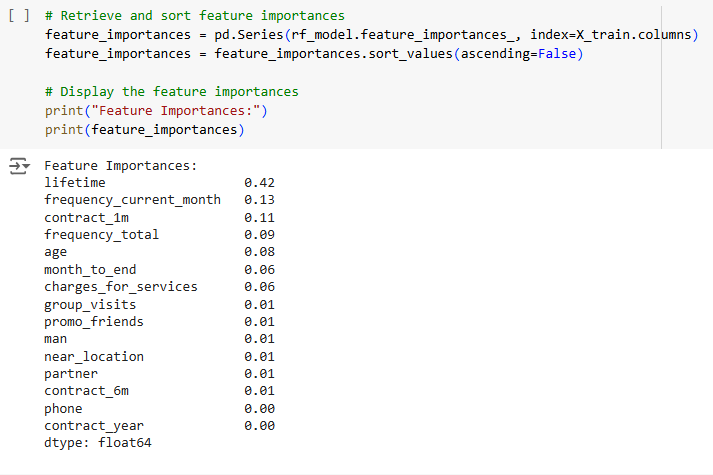 [ ] # Retrieve and sort feature importances
feature_importances = pd.Series(rf_model.feature_importances_, index=X_train.columns)
feature_importances = feature_importances.sort_values(ascending=False)

# Display the feature importances
print("Feature Importances:")
print(feature_importances)

Feature Importances:
lifetime                   0.42
frequency_current_month    0.13
contract_1m                0.11
frequency_total            0.09
age                        0.08
month_to_end               0.06
charges_for_services       0.06
group_visits               0.01
promo_friends              0.01
man                        0.01
near_location              0.01
partner                    0.01
contract_6m                0.01
phone                      0.00
contract_year              0.00
dtype: float64